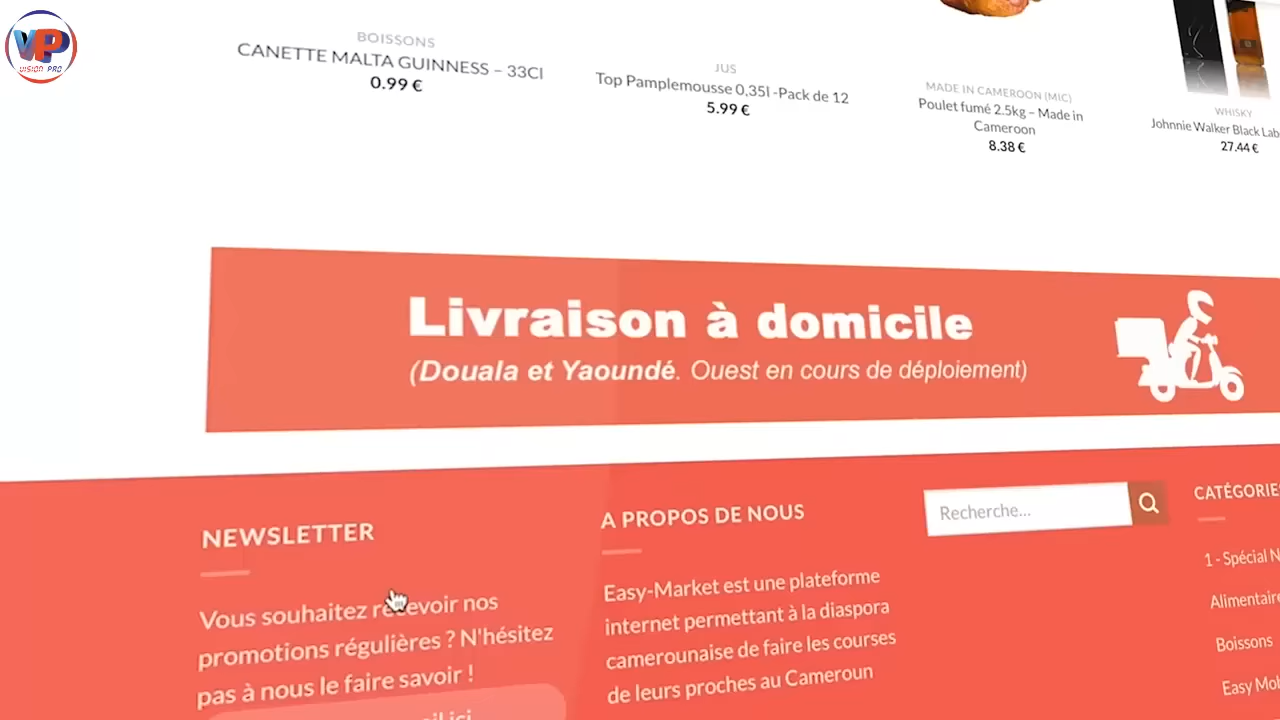 VP
VISION PRO
BOISSONS
CANETTE MALTA GUINNESS – 33Cl
0.99 €
JUS
Top Pamplemousse 0,35l -Pack de 12
5.99 €
MADE IN CAMEROON (MIC)
Poulet fumé 2.5kg – Made in
Cameroon
8.38 €
WHISKY
Johnnie Walker Black Lab
27.44 €
Livraison à domicile
(Douala et Yaoundé. Ouest en cours de déploiement)
NEWSLETTER
Vous souhaitez recevoir nos
promotions régulières ? N'hésitez
pas à nous le faire savoir !
A PROPOS DE NOUS
Easy-Market est une plateforme
internet permettant à la diaspora
camerounaise de faire les courses
de leurs proches au Cameroun
Recherche...
CATÉGORIES
1 - Spécial N
Alimentaire
Boissons
Easy Mob